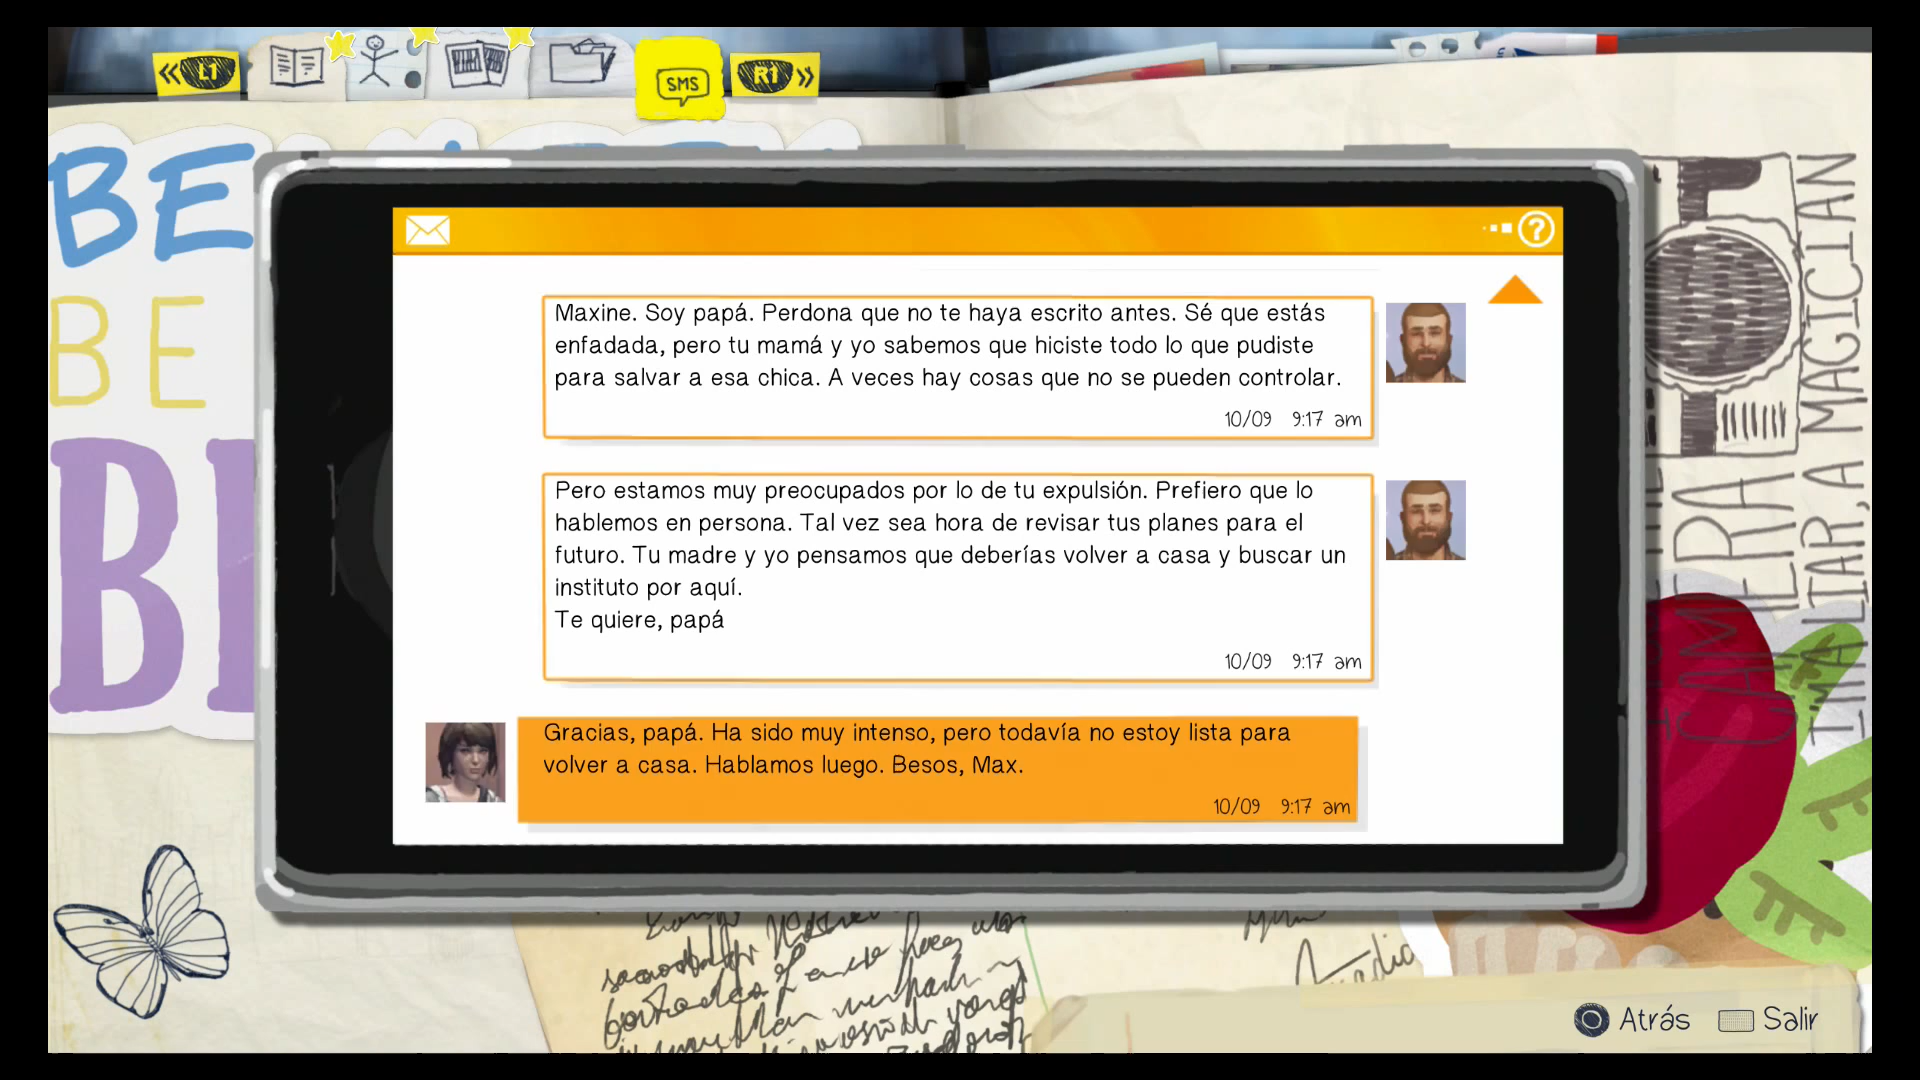 L1
SMS
R1
BE
BE
Maxine. Soy papá. Perdona que no te haya escrito antes. Sé que estás
enfadada, pero tu mamá y yo sabemos que hiciste todo lo que pudiste
para salvar a esa chica. A veces hay cosas que no se pueden controlar.
10/09 9:17 am
Pero estamos muy preocupados por lo de tu expulsión. Prefiero que lo
hablemos en persona. Tal vez sea hora de revisar tus planes para el
futuro. Tu madre y yo pensamos que deberías volver a casa y buscar un
instituto por aquí.
Te quiere, papá
10/09 9:17 am
Gracias, papá. Ha sido muy intenso, pero todavía no estoy lista para
volver a casa. Hablamos luego. Besos, Max.
10/09 9:17 am
CAMERA
LIAR, A MAGICIAN
Atrás
Salir